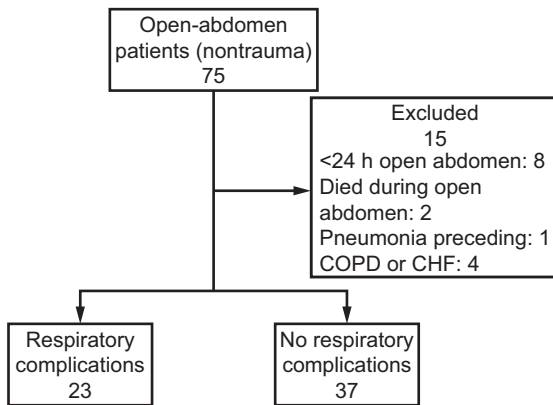 Open-abdomen
patients (nontrauma)
75
Excluded
15
<24 h open abdomen: 8
Died during open
abdomen: 2
Pneumonia preceding: 1
COPD or CHF: 4
Respiratory
complications
23
No respiratory
complications
37